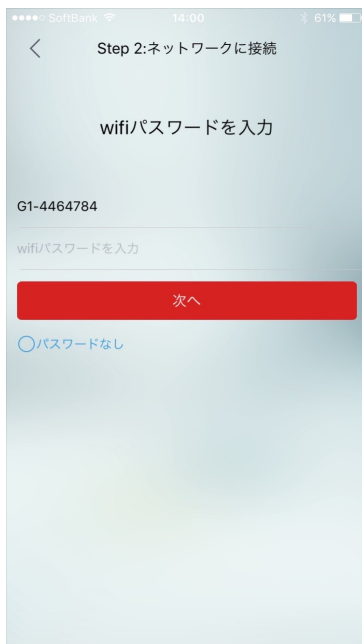 SoftBank 14:00 61%
Step 2:ネットワークに接続
wifiパスワードを入力
G1-4464784
wifiパスワードを入力
次へ
パスワードなし